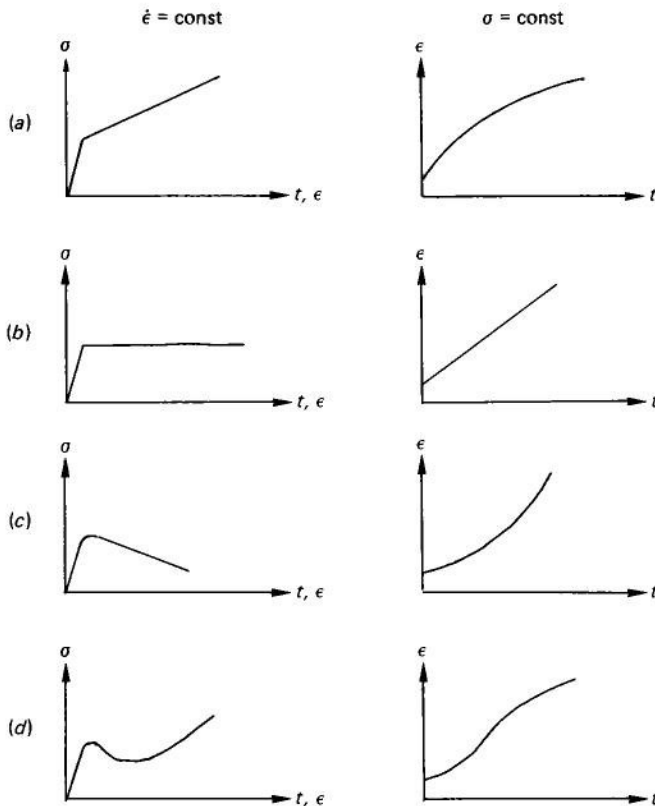 ε̇ = const
σ = const
(a)
σ
t, ϵ
ϵ
t
(b)
σ
t, ϵ
ϵ
t
(c)
σ
t, ϵ
ϵ
t
(d)
σ
t, ϵ
ϵ
t